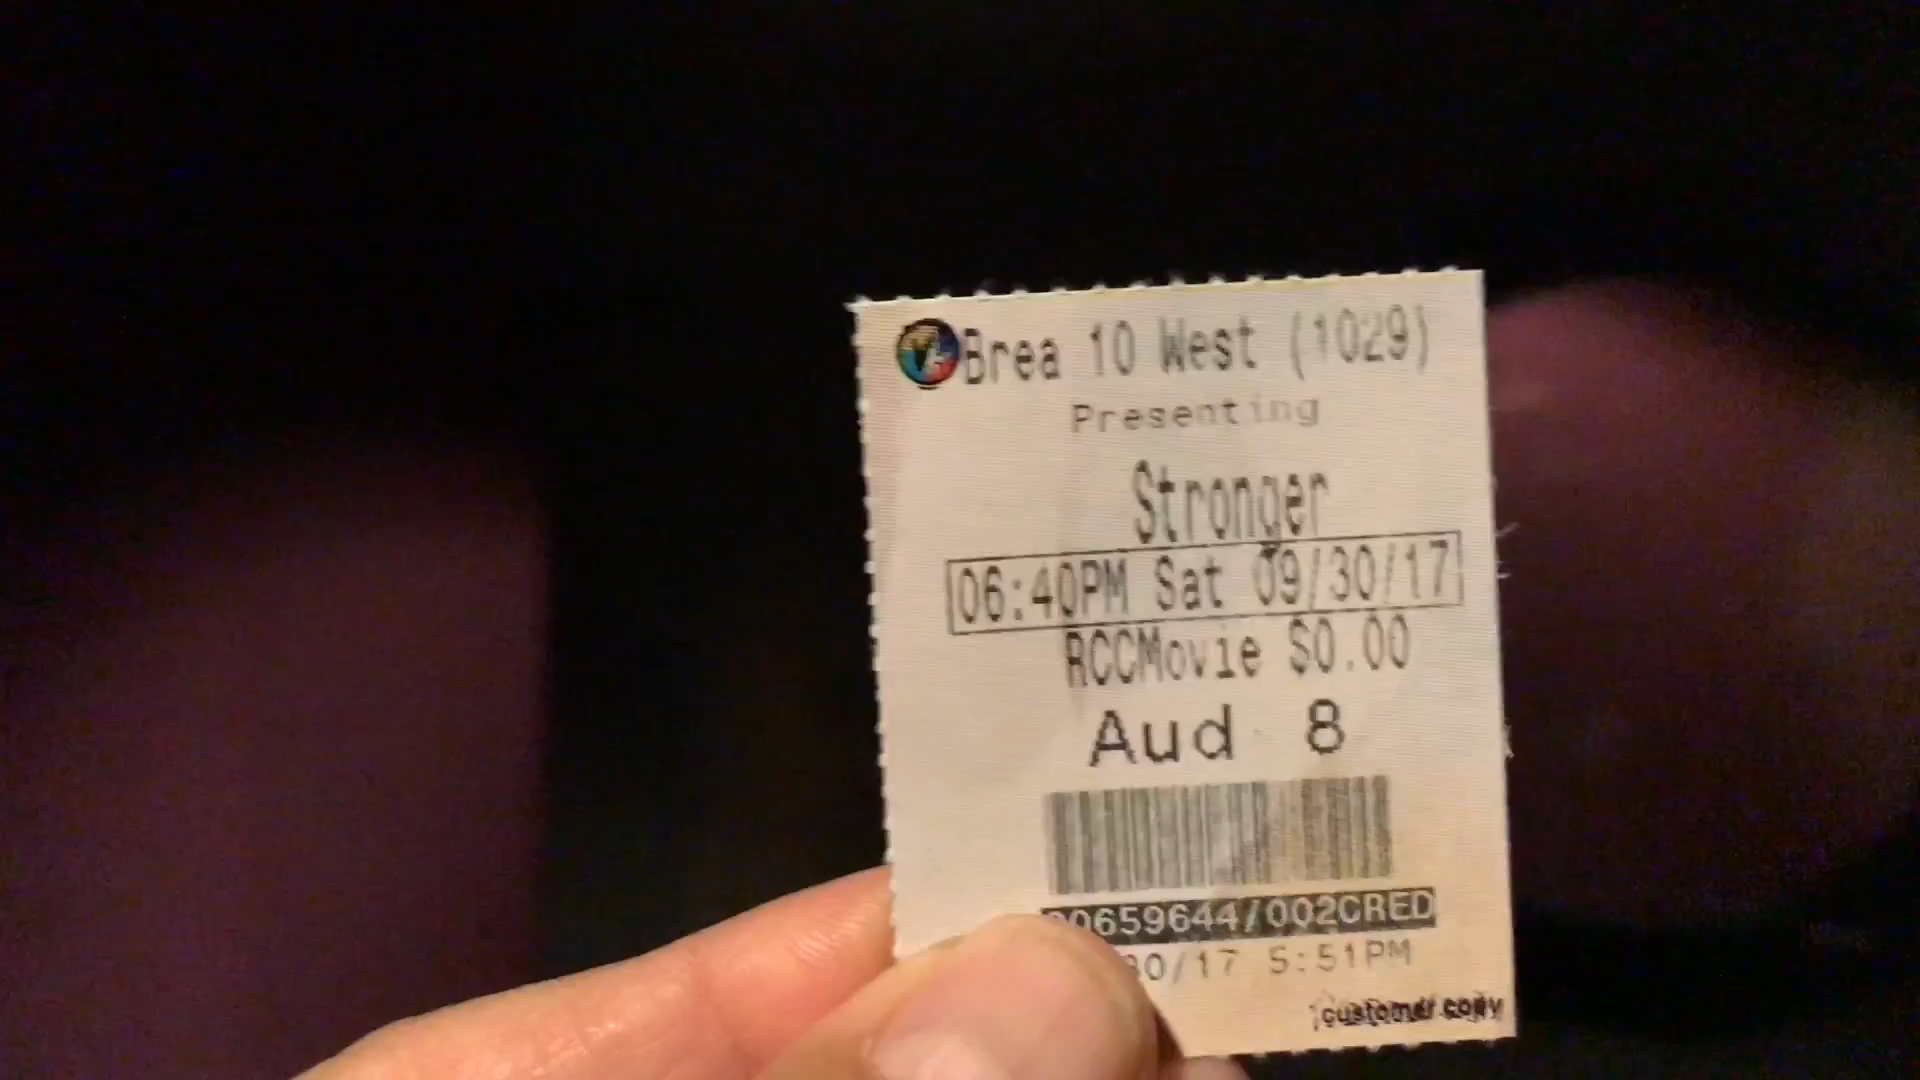 Brea 10 West (1029)
Presenting
Stronger
06:40PM Sat 09/30/17
RCCMovie $0.00
Aud 8
0659644/002CRED
30/17 5:51PM
customer copy